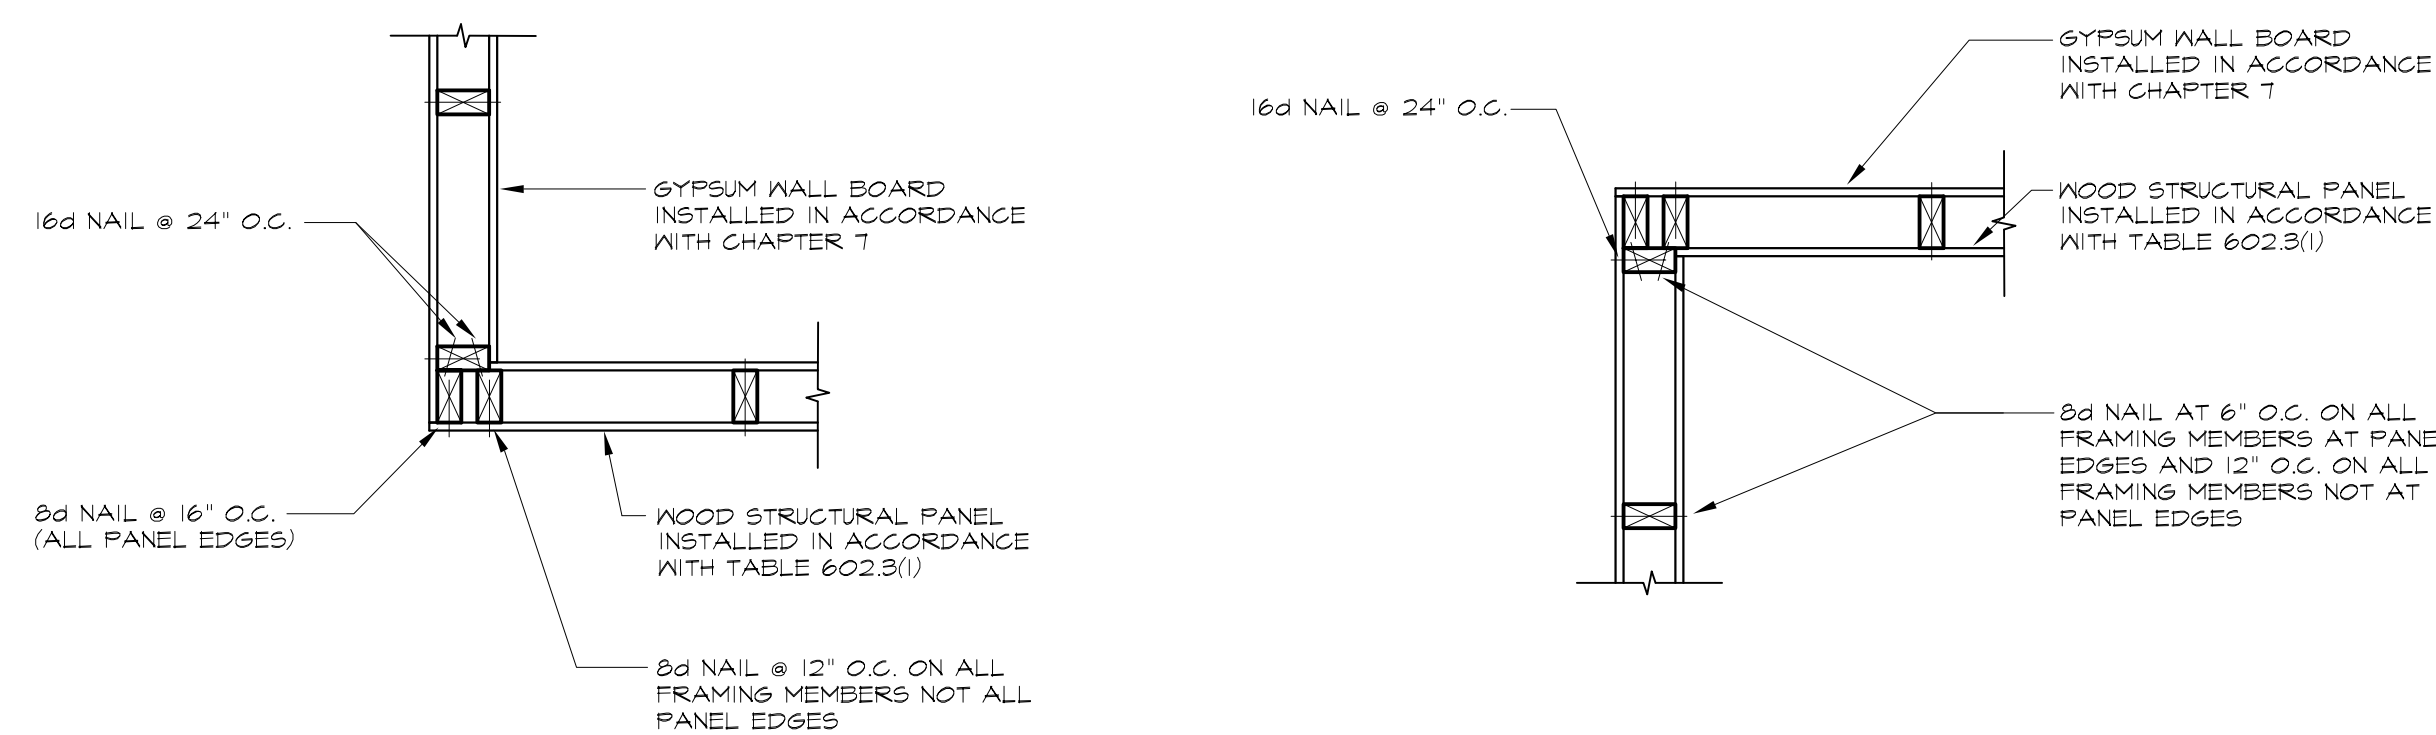 16d NAIL @ 24" O.C.
GYPSUM WALL BOARD
INSTALLED IN ACCORDANCE
WITH CHAPTER 7
8d NAIL @ 16" O.C.
(ALL PANEL EDGES)
WOOD STRUCTURAL PANEL
INSTALLED IN ACCORDANCE
WITH TABLE 602.3(1)
8d NAIL @ 12" O.C. ON ALL
FRAMING MEMBERS NOT ALL
PANEL EDGES
16d NAIL @ 24" O.C.
GYPSUM WALL BOARD
INSTALLED IN ACCORDANCE
WITH CHAPTER 7
WOOD STRUCTURAL PANEL
INSTALLED IN ACCORDANCE
WITH TABLE 602.3(1)
8d NAIL AT 6" O.C. ON ALL
FRAMING MEMBERS AT PANE
EDGES AND 12" O.C. ON ALL
FRAMING MEMBERS NOT AT
PANEL EDGES